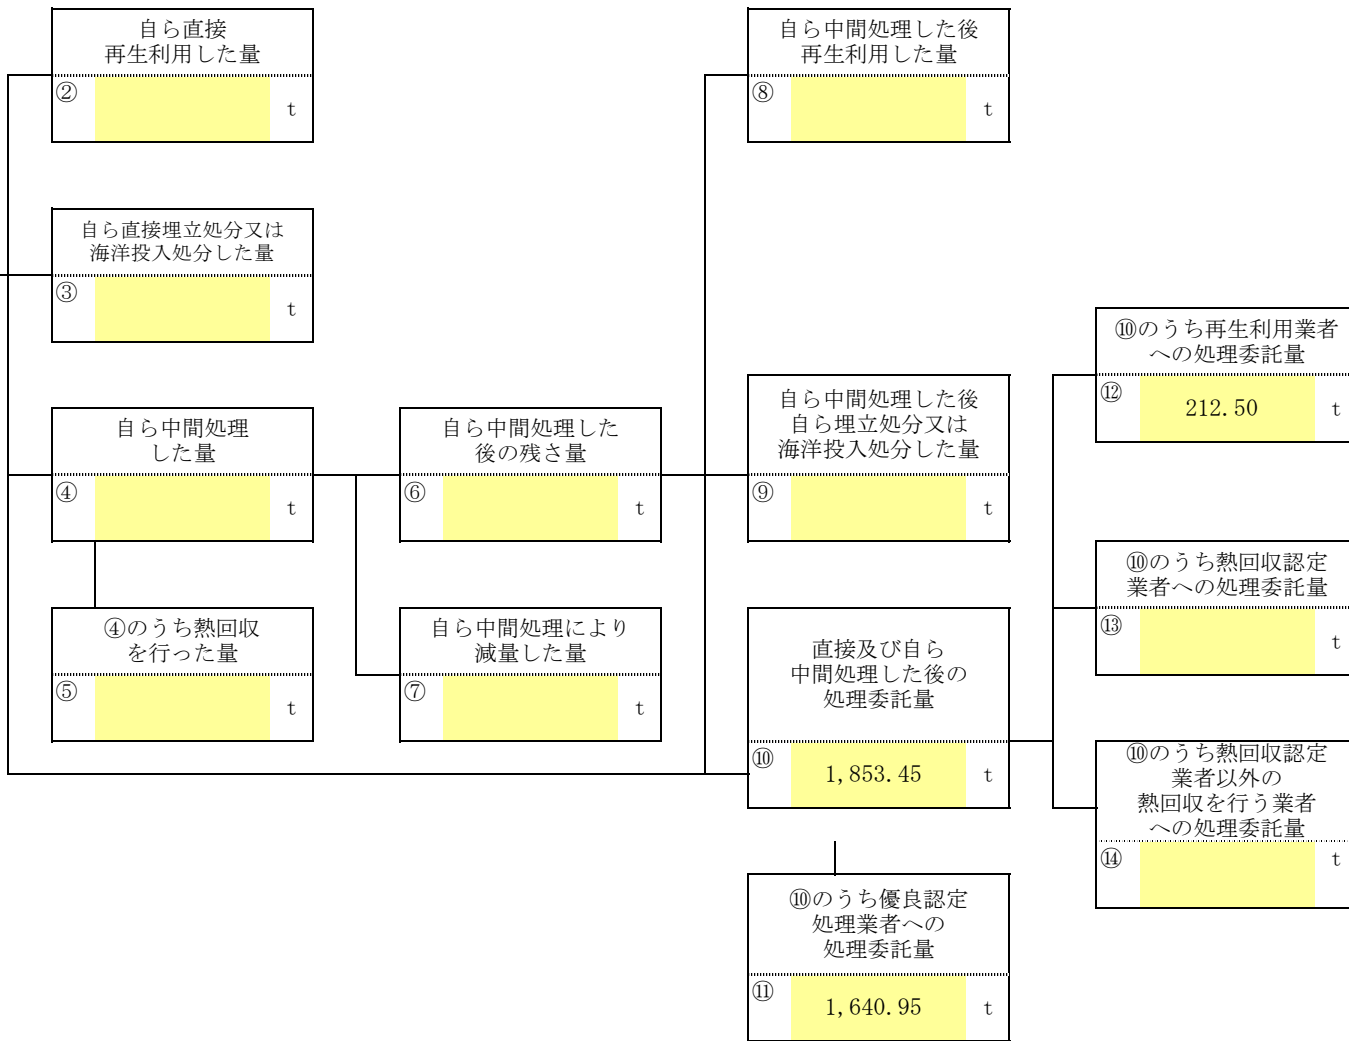 自ら直接
再生利用した量
②
t
自ら中間処理した後
再生利用した量
⑧
t
自ら直接埋立処分又は
海洋投入処分した量
③
t
⑩のうち再生利用業者
への処理委託量
⑫
212.50
t
自ら中間処理
した量
④
t
自ら中間処理した
後の残さ量
⑥
t
自ら中間処理した後
自ら埋立処分又は
海洋投入処分した量
⑨
t
⑩のうち熱回収認定
業者への処理委託量
⑬
t
④のうち熱回収
を行った量
⑤
t
自ら中間処理により
減量した量
⑦
t
直接及び自ら
中間処理した後の
処理委託量
⑩
1,853.45
t
⑩のうち熱回収認定
業者以外の
熱回収を行う業者
への処理委託量
⑭
t
⑩のうち優良認定
処理業者への
処理委託量
⑪
1,640.95
t